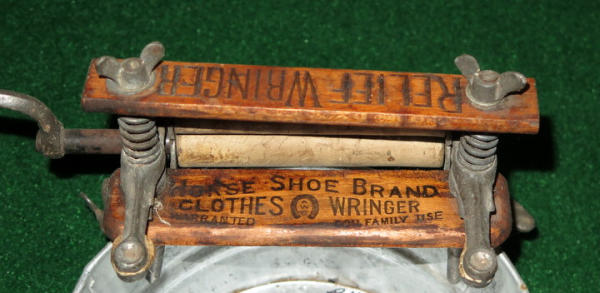 RELIEF WRINGER
HORSE SHOE BRAND
CLOTHES WRINGER
WARRANTED FOR FAMILY USE